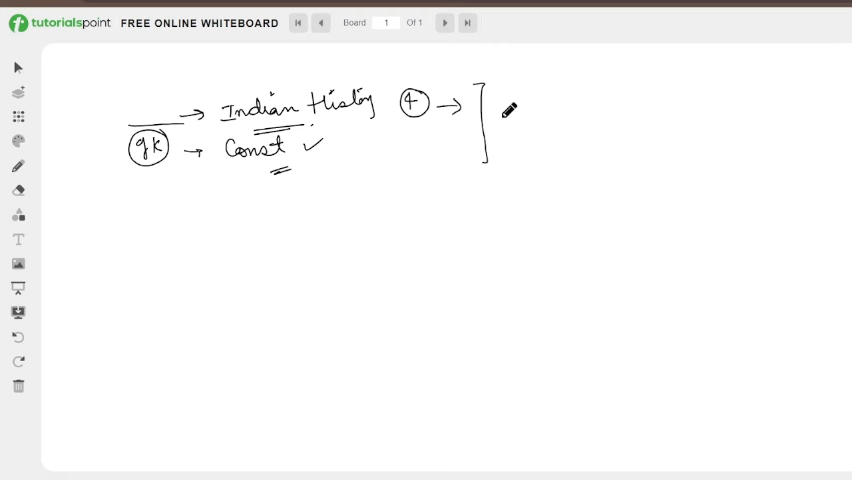 tutorialspoint FREE ONLINE WHITEBOARD Board 1 Of 1
→ Indian History 4 →
gk → Const ✓
T